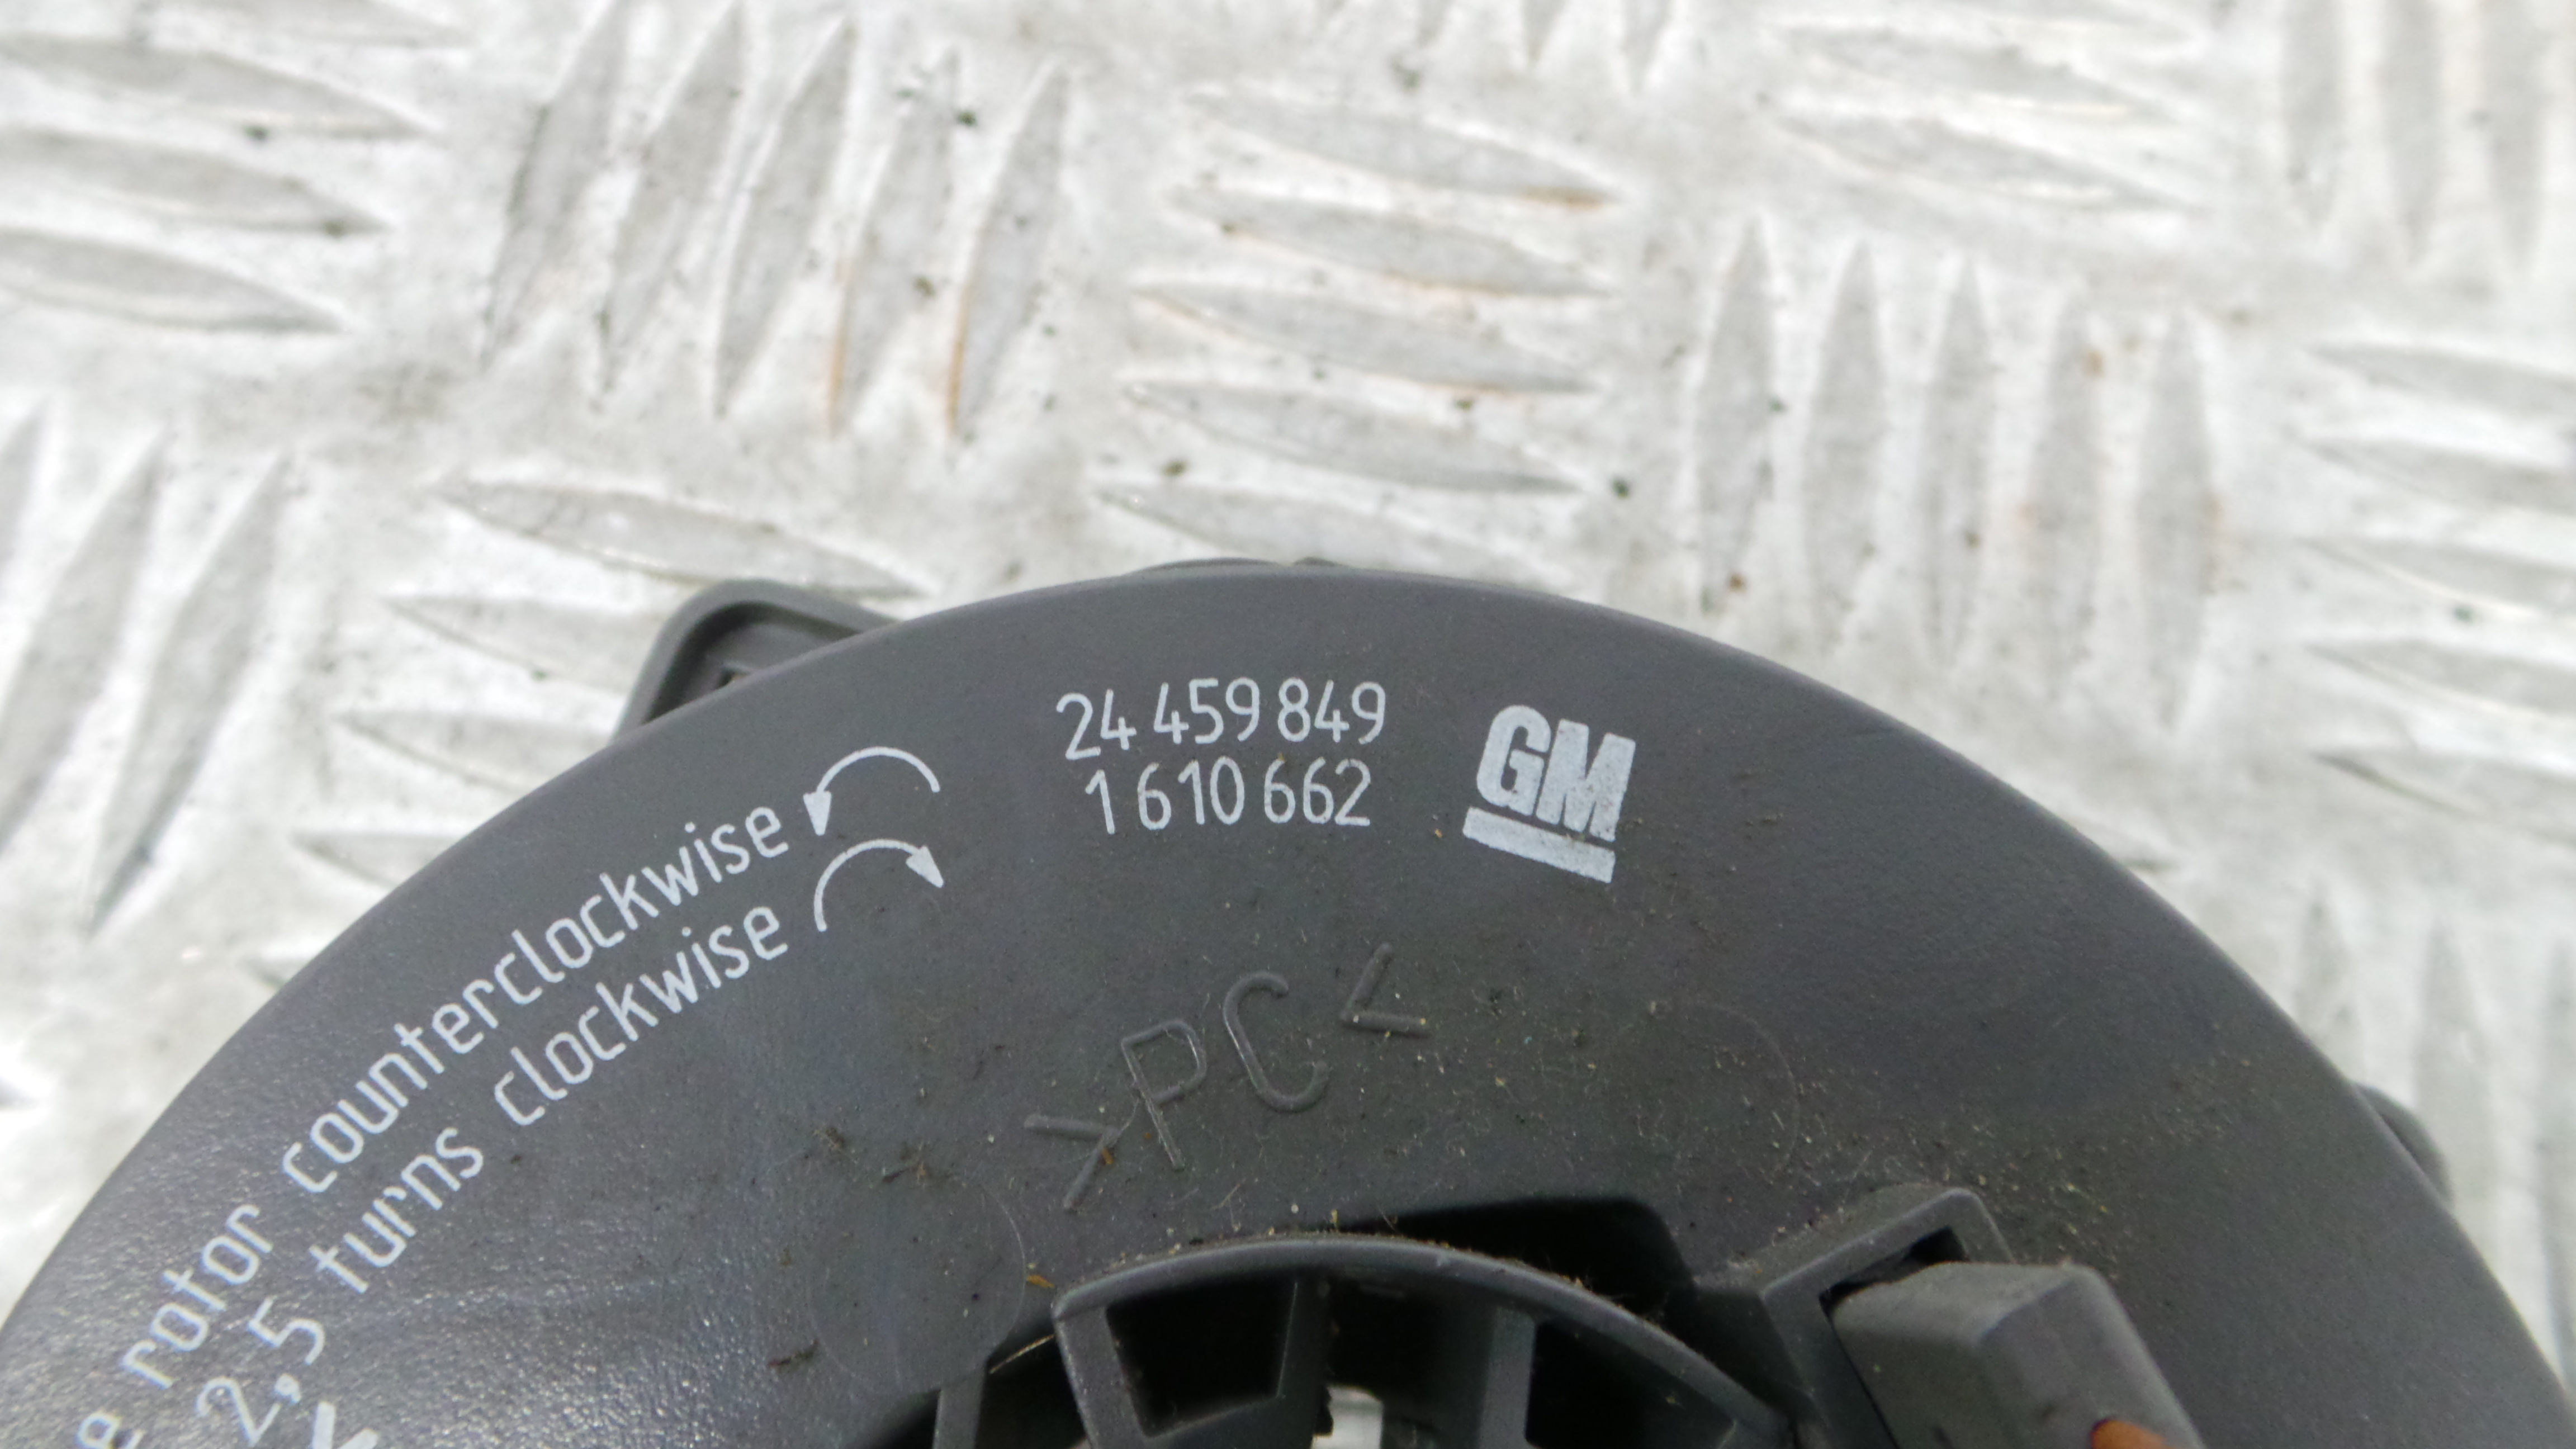 24 459 849
1 610 662
GM
rotor counterclockwise
2,5 turns clockwise
>PC<